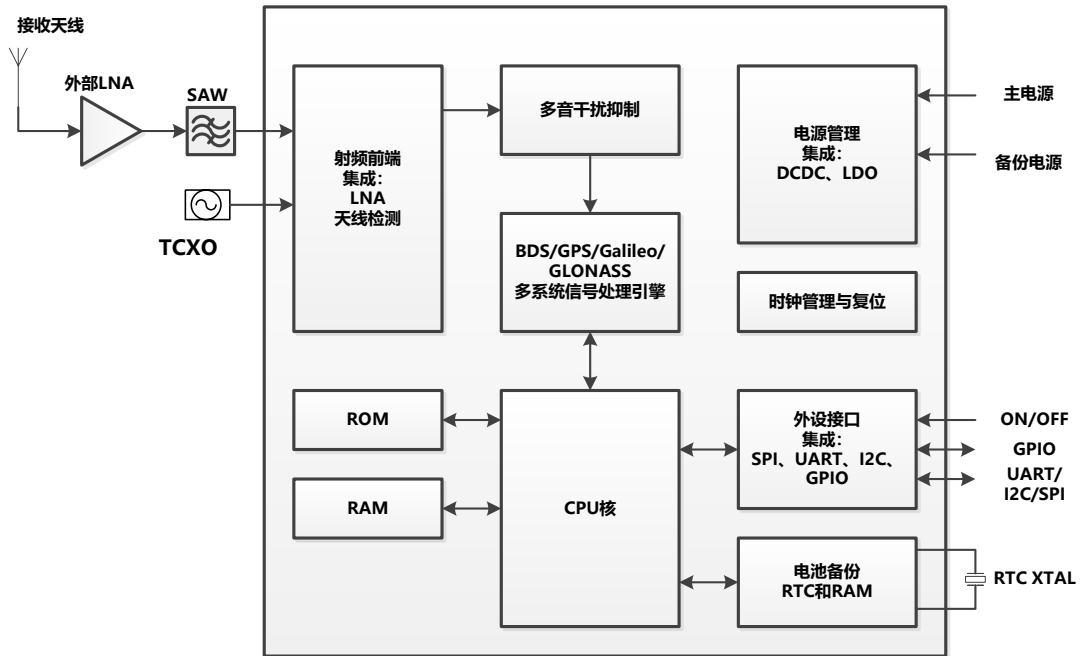 接收天线
外部LNA
SAW
TCXO
射频前端
集成：
LNA
天线检测
多音干扰抑制
BDS/GPS/Galileo/
GLONASS
多系统信号处理引擎
电源管理
集成：
DCDC、LDO
主电源
备份电源
时钟管理与复位
ROM
RAM
CPU核
外设接口
集成：
SPI、UART、I2C、
GPIO
ON/OFF
GPIO
UART/
I2C/SPI
电池备份
RTC和RAM
RTC XTAL